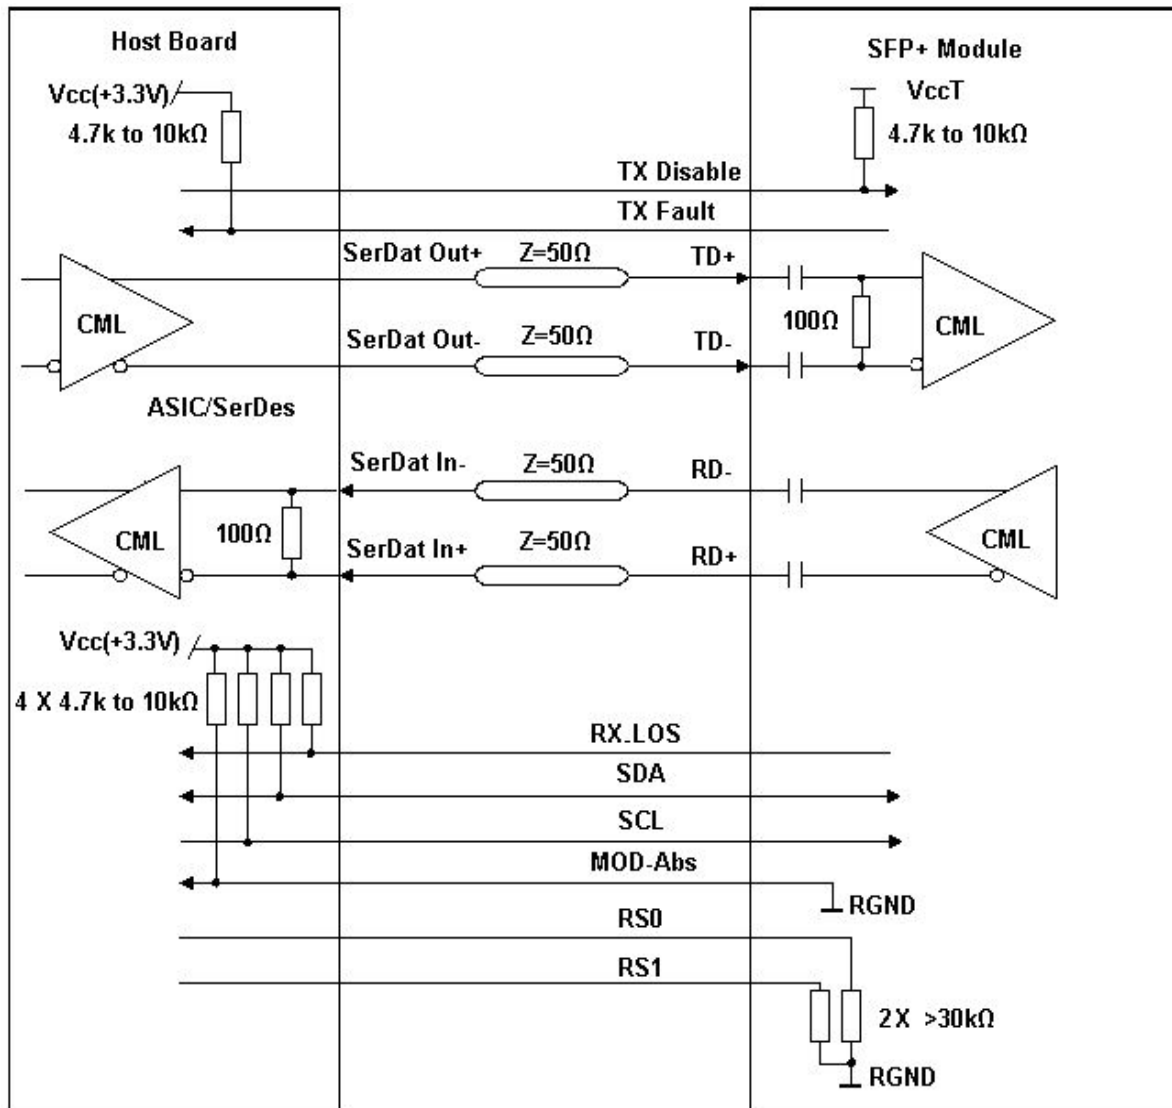 Host Board
SFP+ Module
Vcc(+3.3V)
VccT
4.7k to 10kΩ
4.7k to 10kΩ
TX Disable
TX Fault
SerDat Out+
Z=50Ω
TD+
CML
100Ω
CML
SerDat Out-
Z=50Ω
TD-
ASIC/SerDes
SerDat In-
Z=50Ω
RD-
CML
100Ω
CML
SerDat In+
Z=50Ω
RD+
Vcc(+3.3V)
4 X 4.7k to 10kΩ
RX.LOS
SDA
SCL
MOD-Abs
RGND
RS0
RS1
2X >30kΩ
RGND